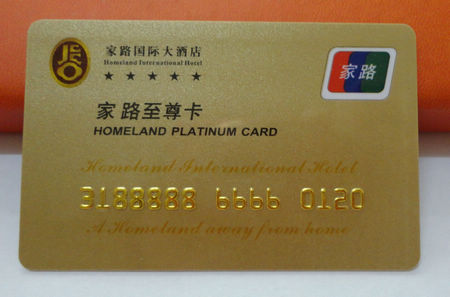 家路国际大酒店
Homeland International Hotel
★★★★★
家路
家路至尊卡
HOMELAND PLATINUM CARD
Homeland International Hotel
3188888 6666 0120
A Homeland away from home